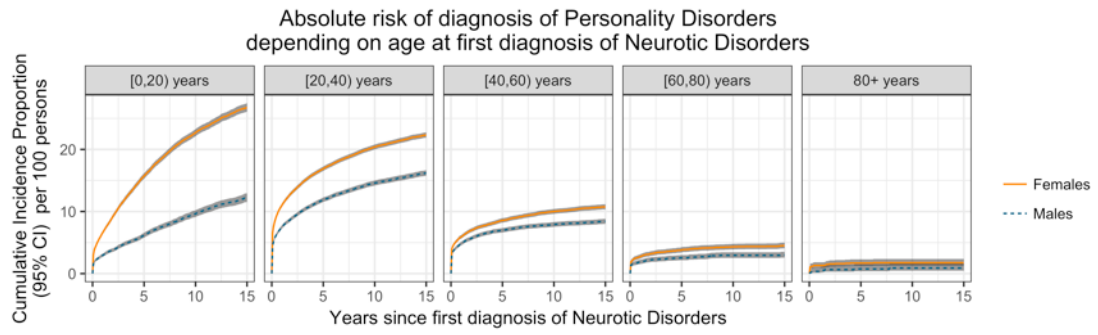 Absolute risk of diagnosis of Personality Disorders
depending on age at first diagnosis of Neurotic Disorders
Cumulative Incidence Proportion
(95% CI) per 100 persons
[0,20) years
[20,40) years
[40,60) years
[60,80) years
80+ years
20
10
0
0 5 10 15
0 5 10 15
0 5 10 15
0 5 10 15
0 5 10 15
Years since first diagnosis of Neurotic Disorders
Females
Males